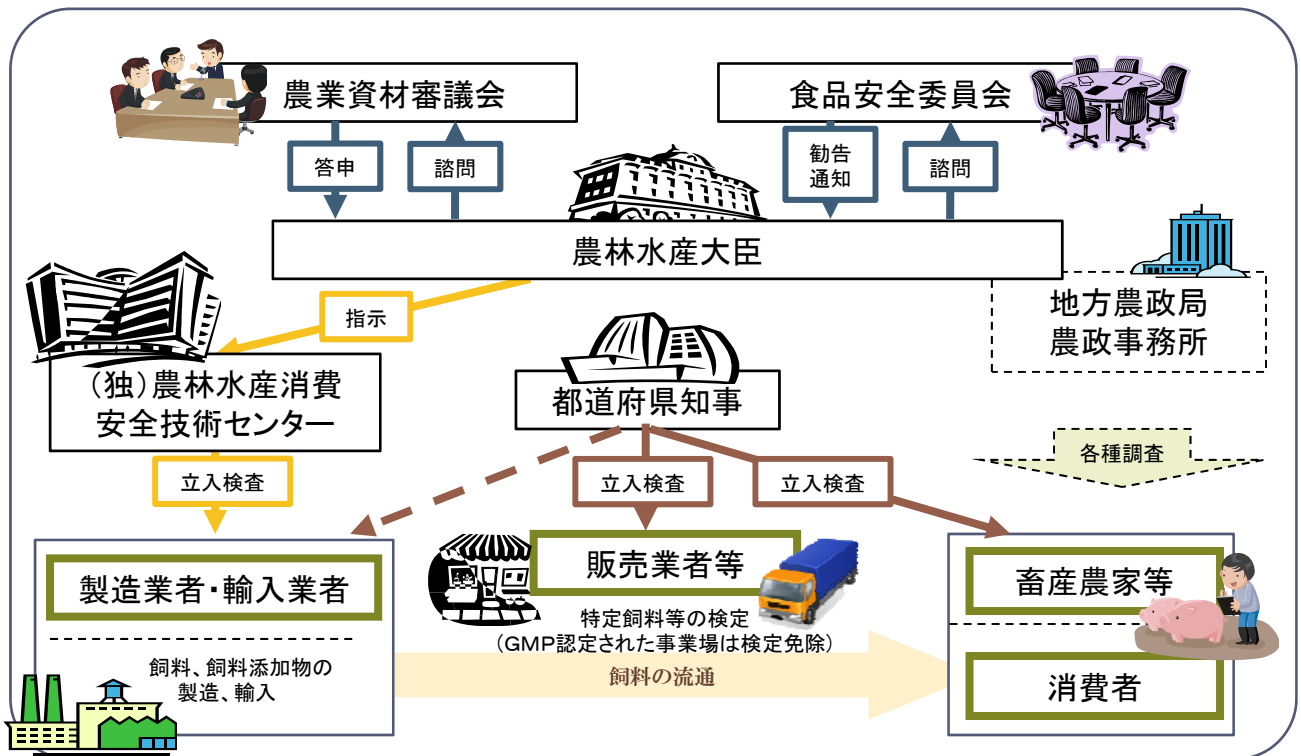 農業資材審議会
食品安全委員会
答申
諮問
勧告
通知
諮問
農林水産大臣
地方農政局
農政事務所
指示
(独)農林水産消費
安全技術センター
都道府県知事
各種調査
立入検査
立入検査
立入検査
製造業者・輸入業者
販売業者等
畜産農家等
特定飼料等の検定
(GMP認定された事業場は検定免除)
飼料、飼料添加物の
製造、輸入
飼料の流通
消費者